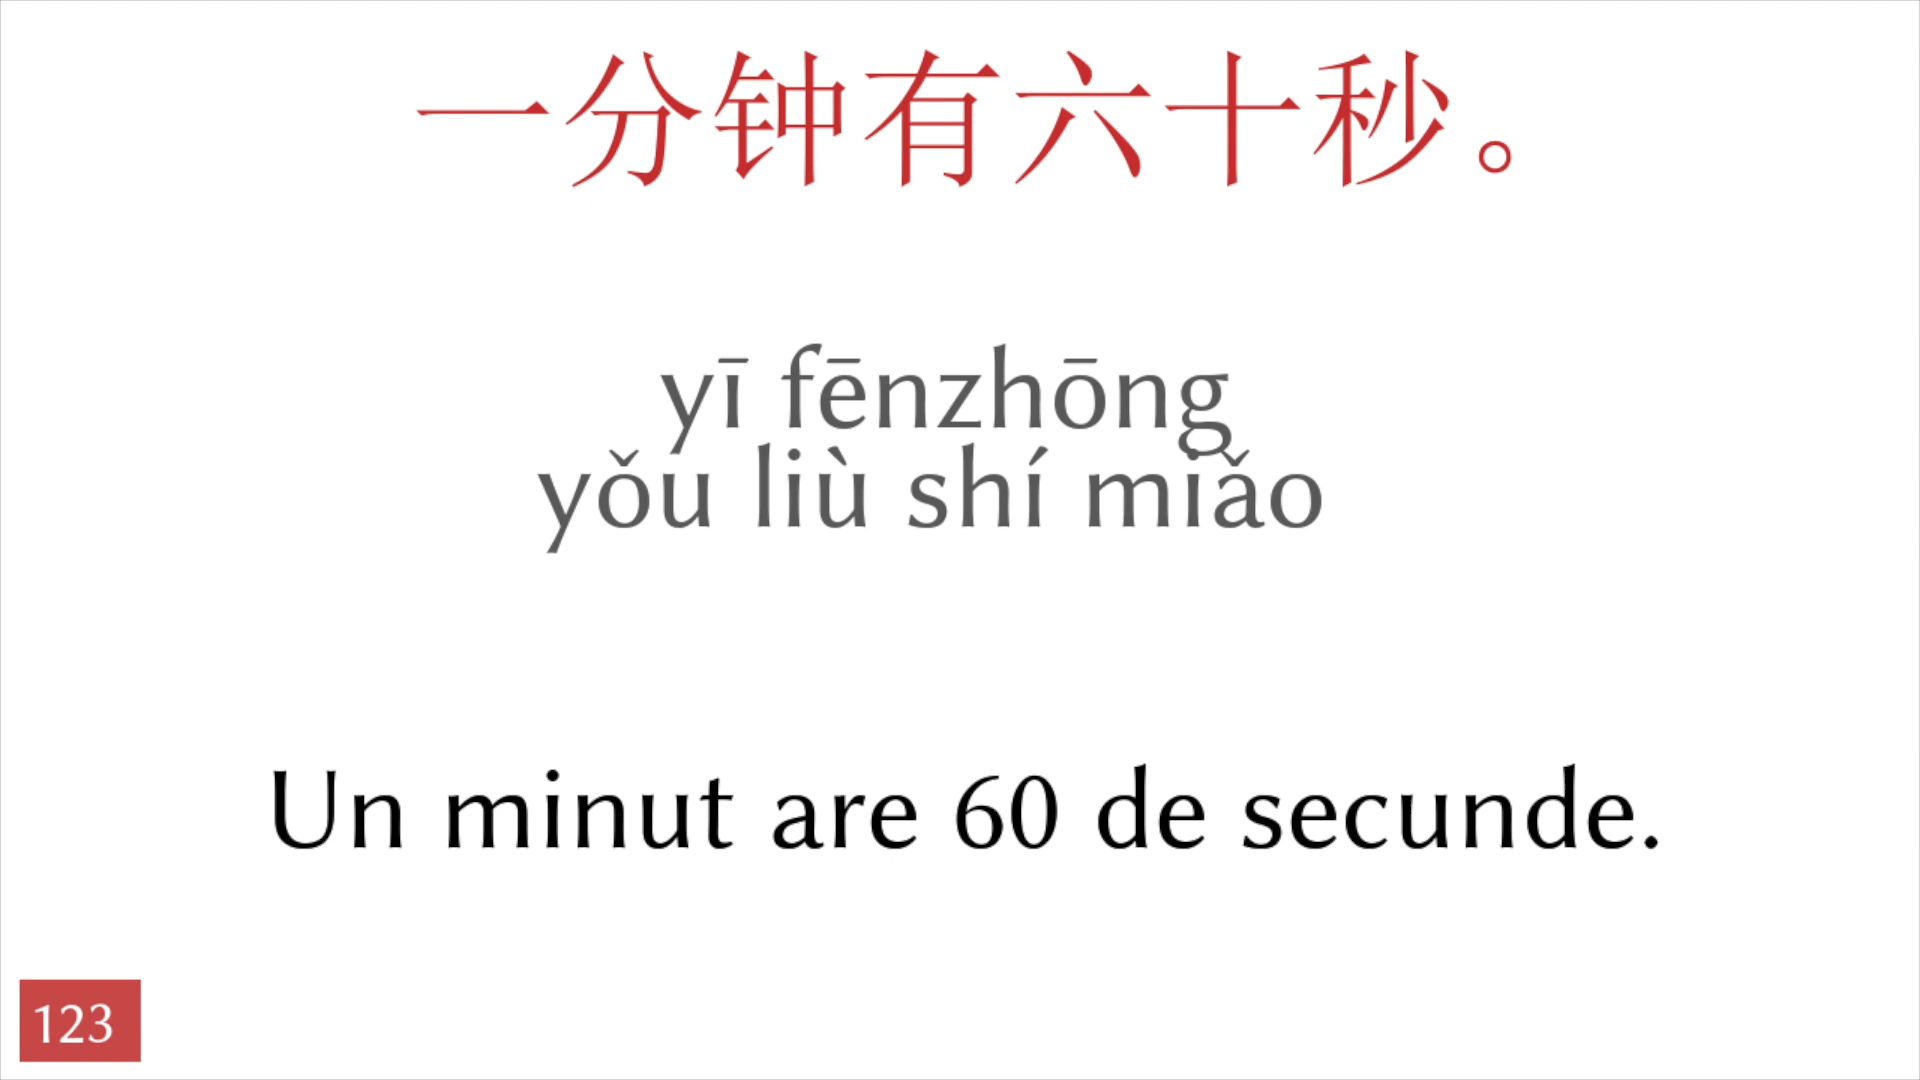 一分钟有六十秒。
yī fēnzhōng
yǒu liù shí miǎo
Un minut are 60 de secunde.
123